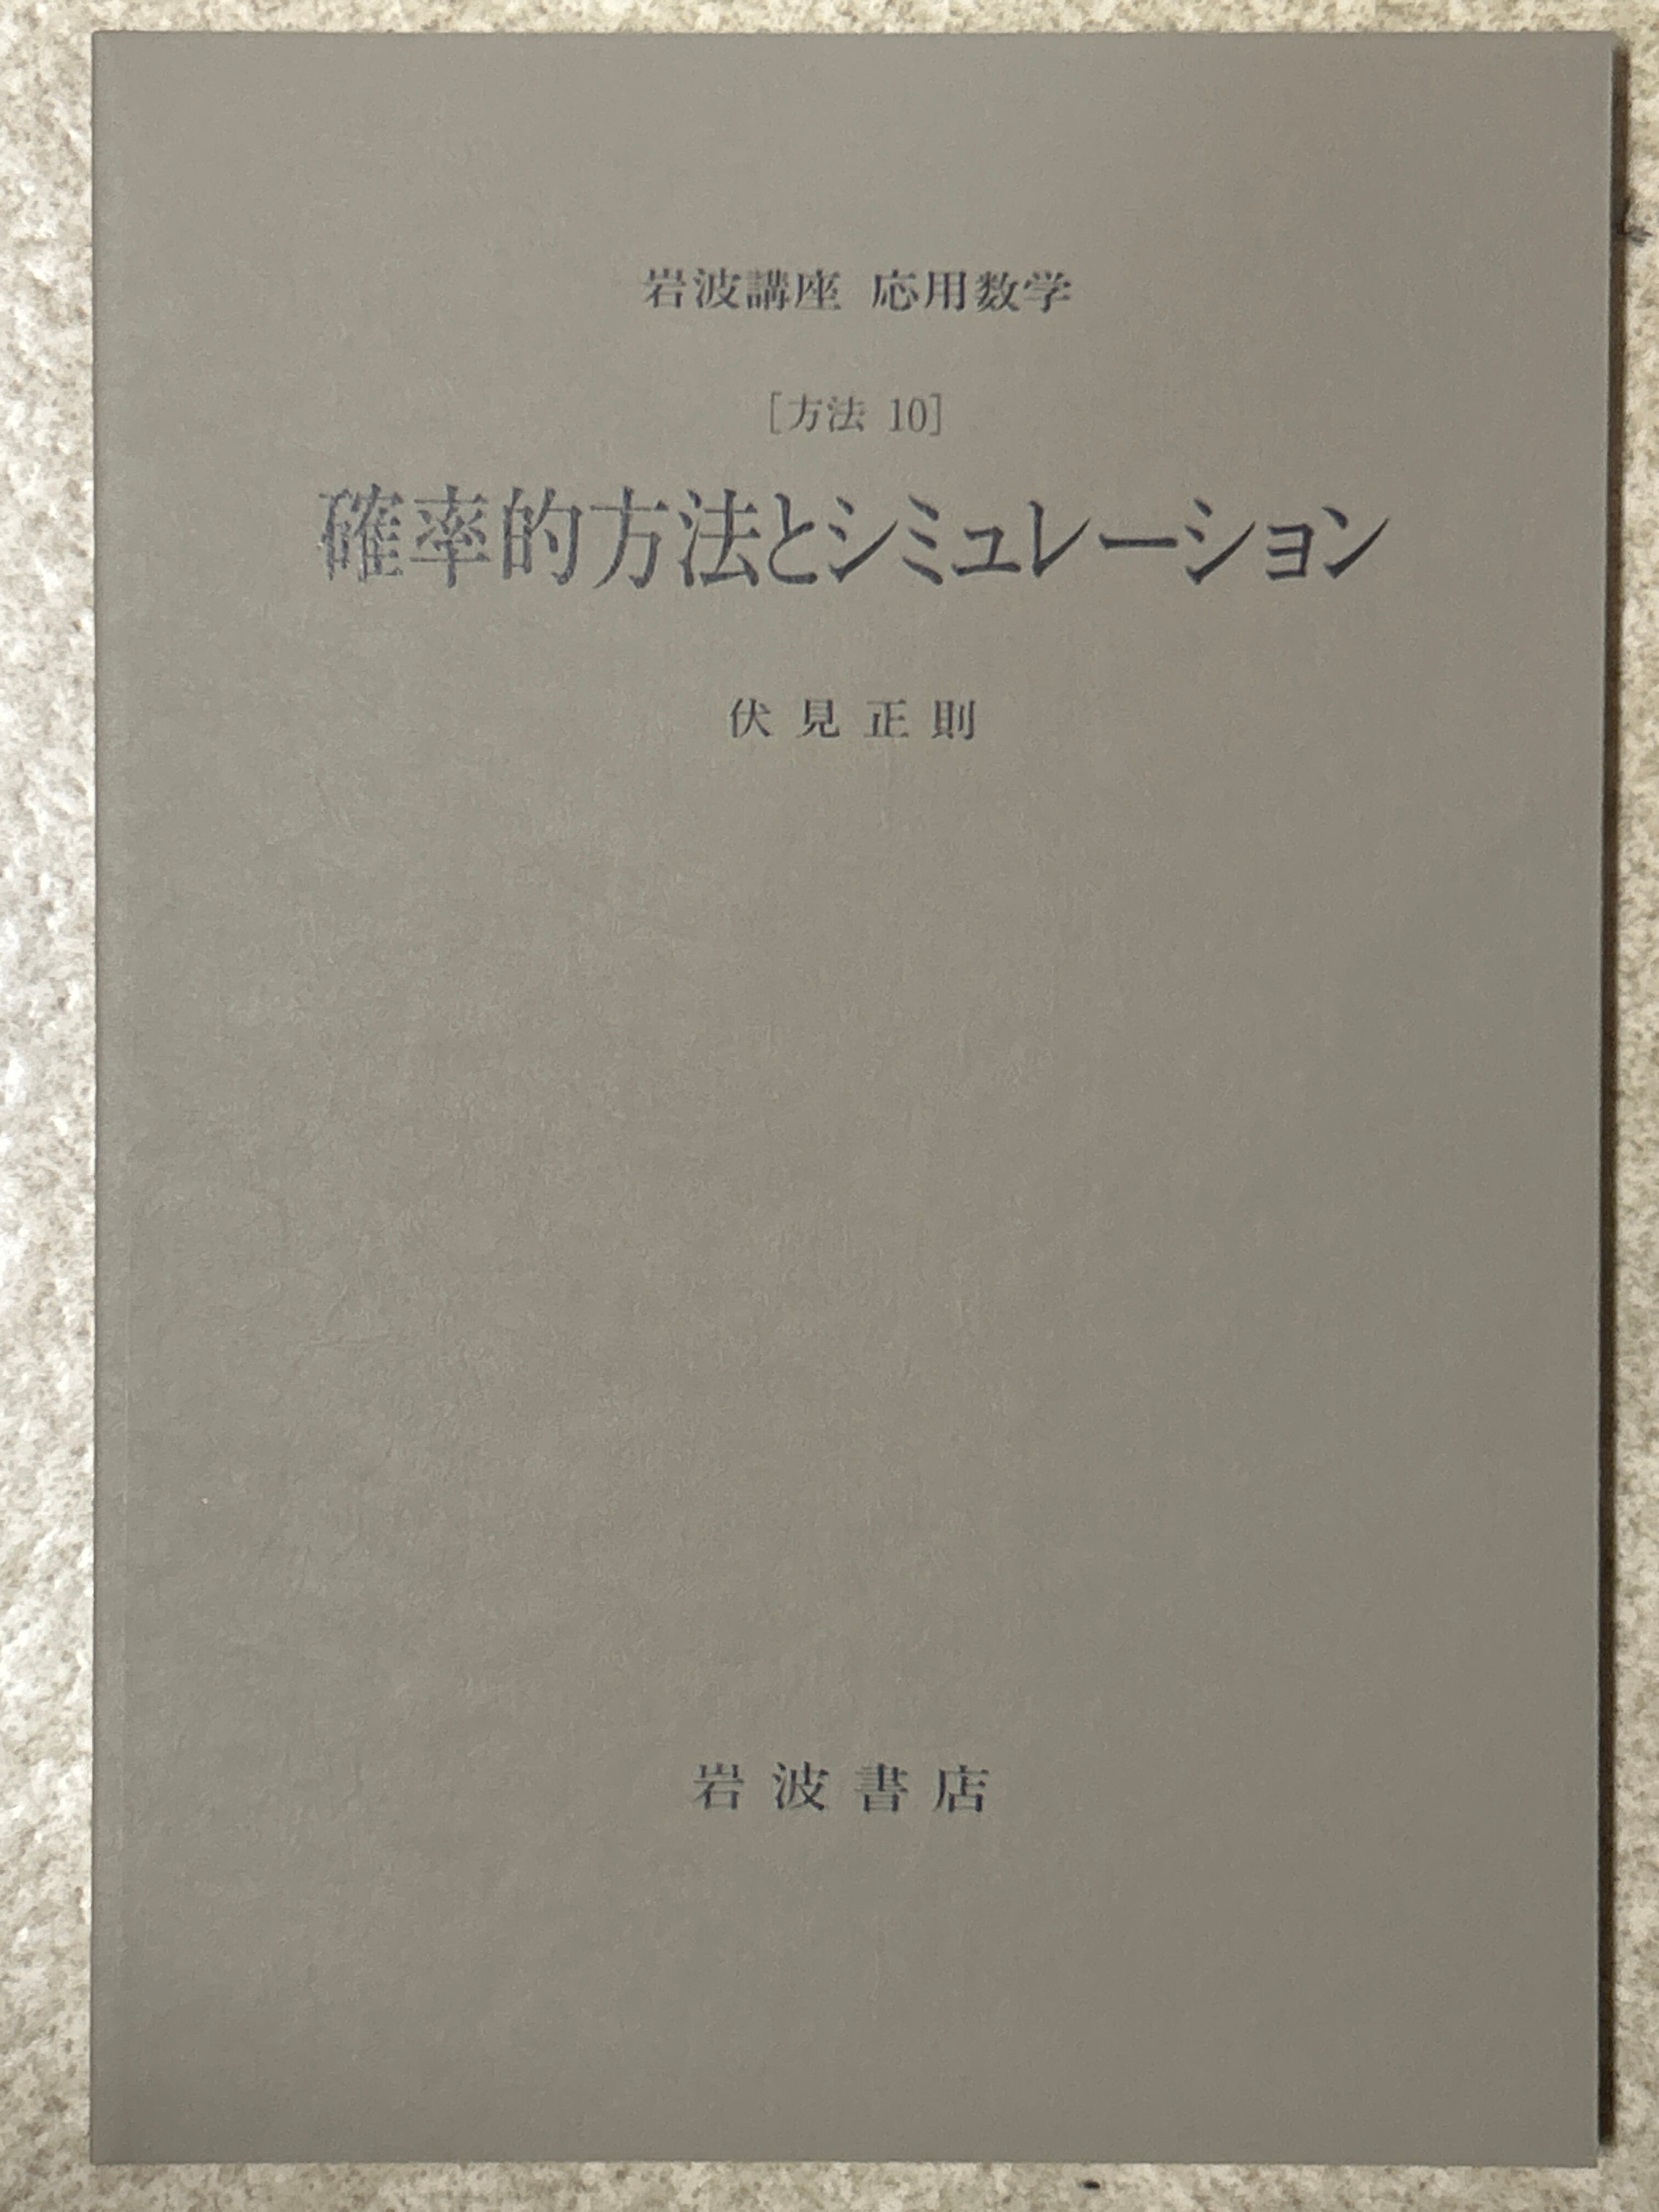 岩波講座 応用数学
[方法 10]
確率的方法とシミュレーション
伏見正則
岩波書店